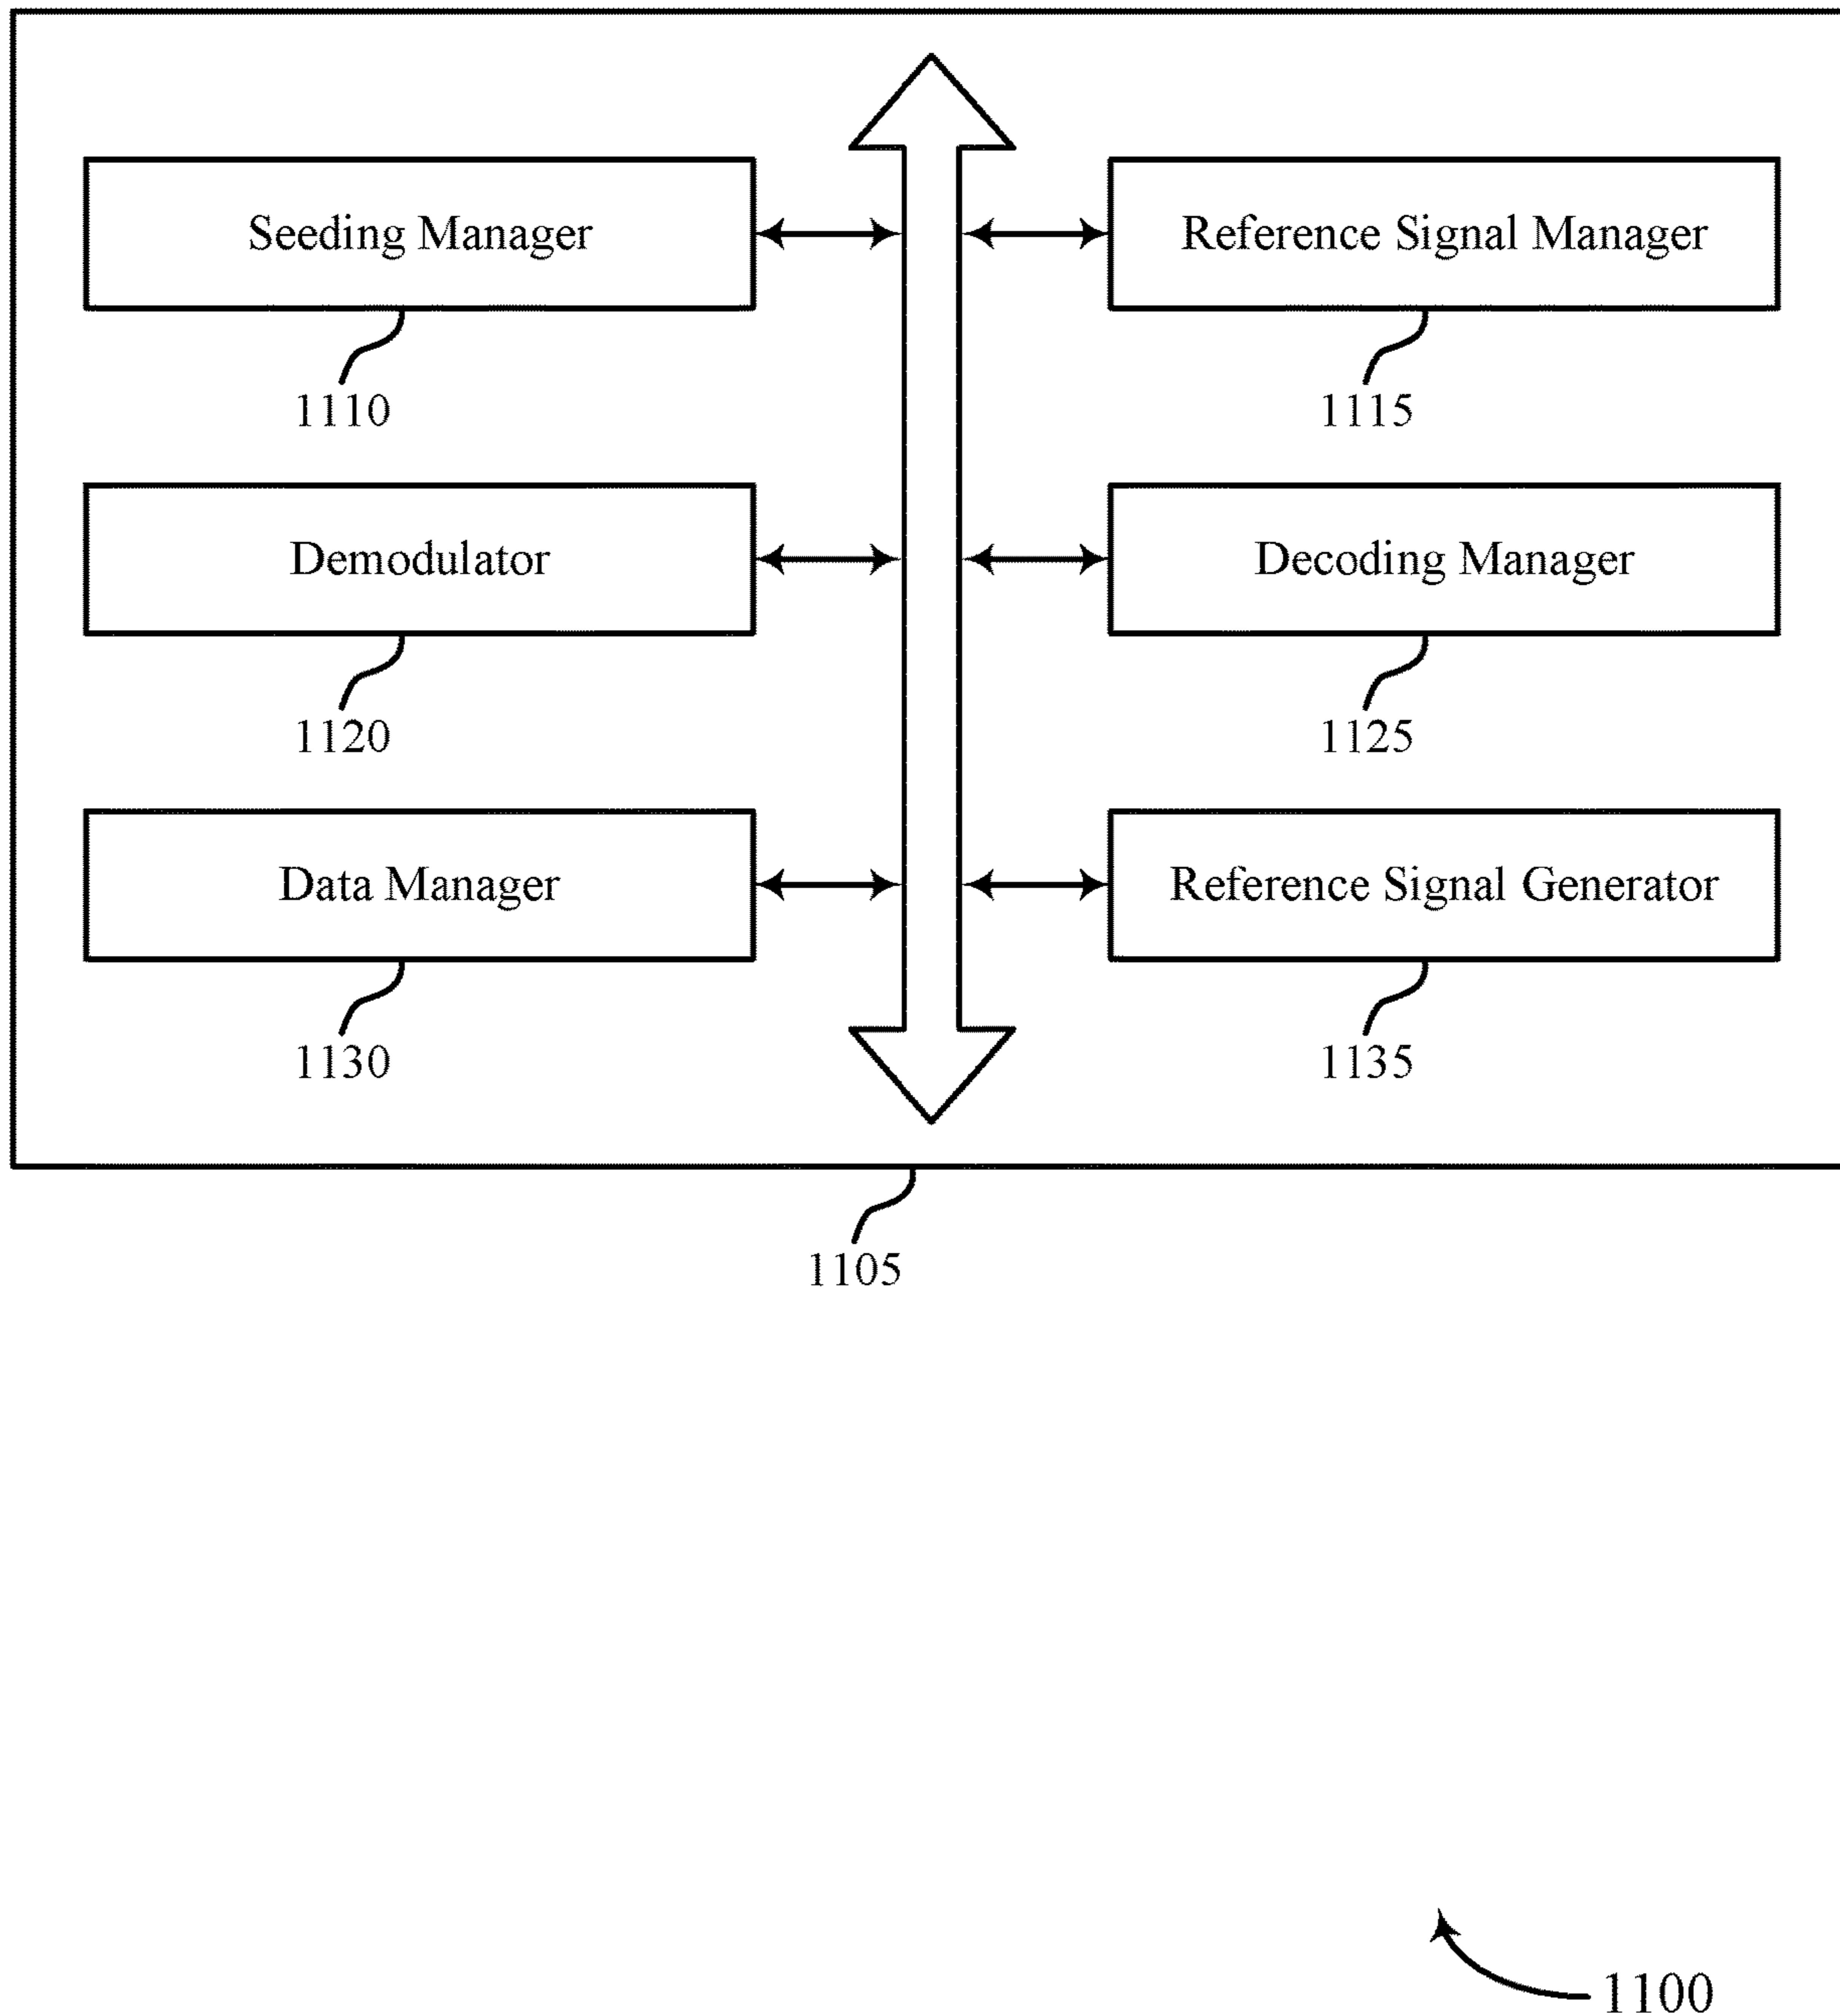 Seeding Manager
Reference Signal Manager
1110
1115
Demodulator
Decoding Manager
1120
1125
Data Manager
Reference Signal Generator
1130
1135
1105
1100